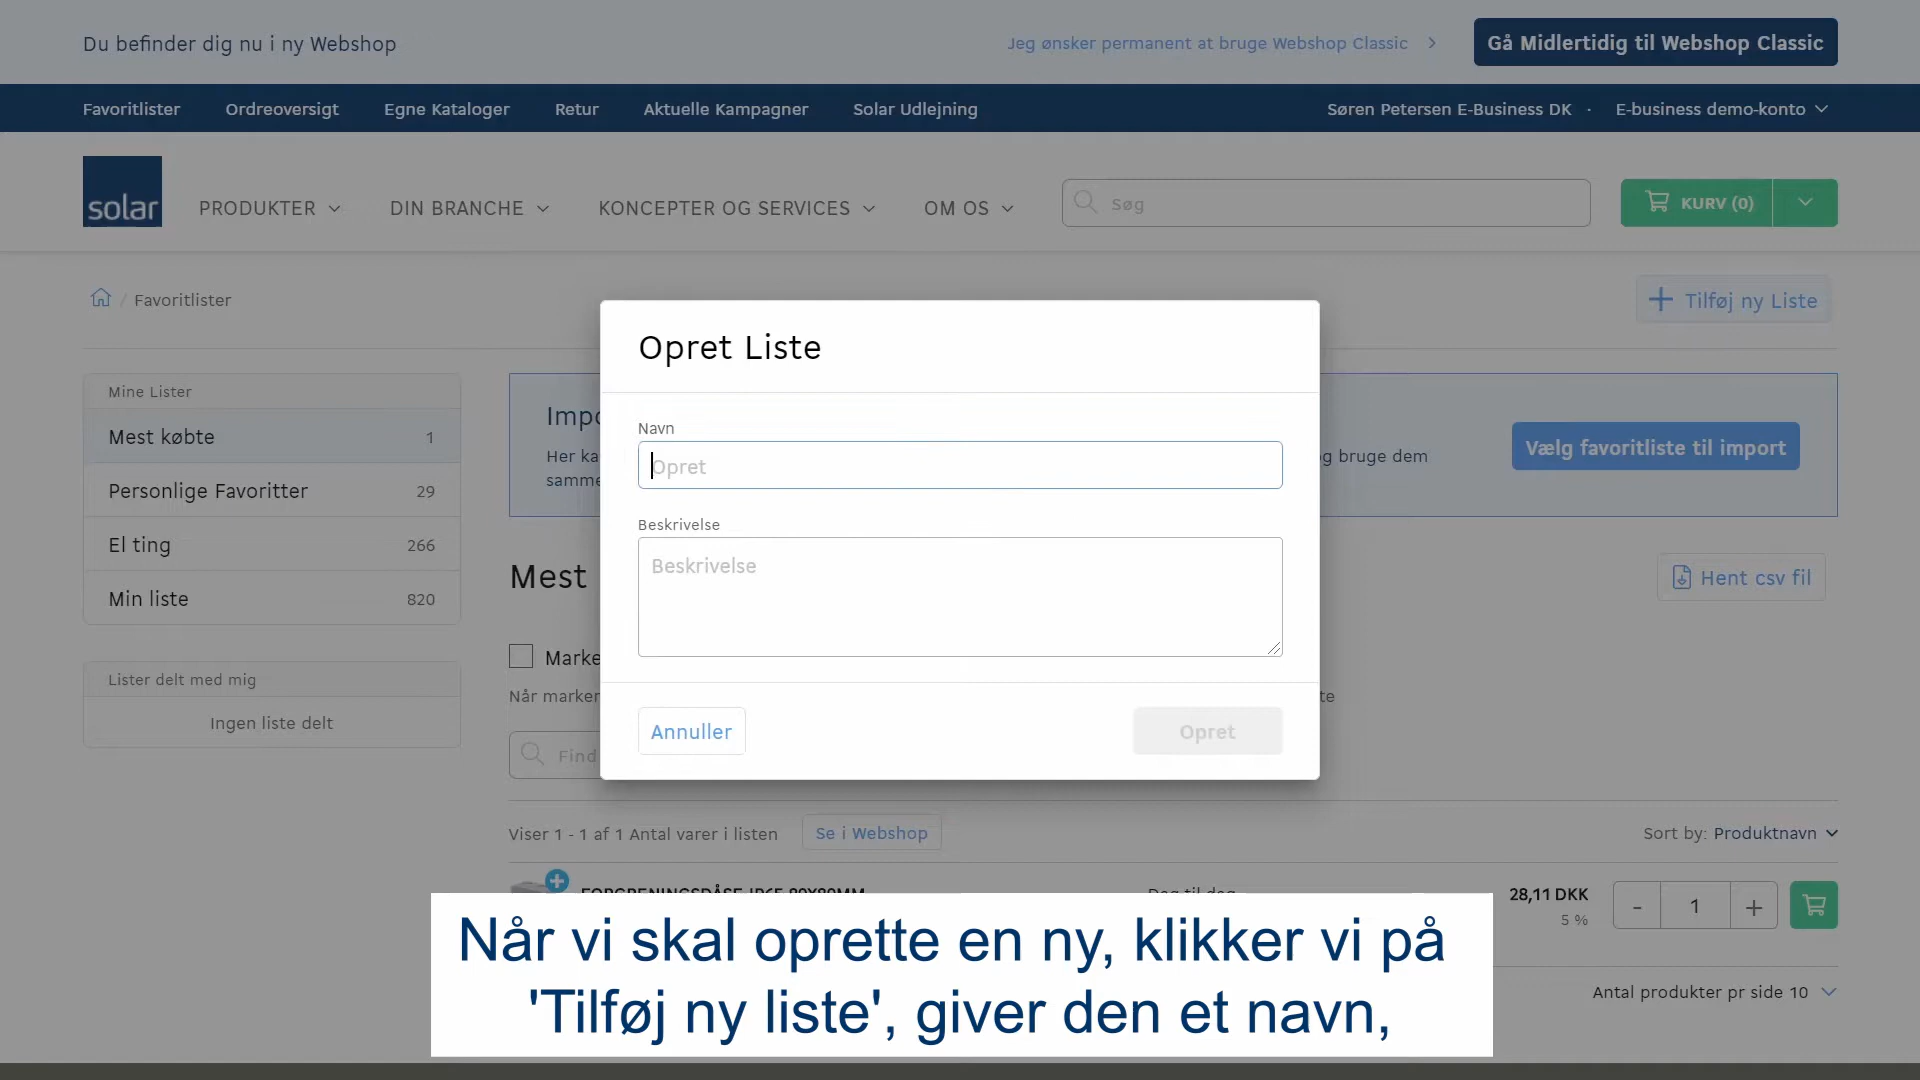 Du befinder dig nu i ny Webshop
Jeg ønsker permanent at bruge Webshop Classic
Gå Midlertidig til Webshop Classic
Favoritlister
Ordreoversigt
Egne Kataloger
Retur
Aktuelle Kampagner
Solar Udlejning
Søren Petersen E-Business DK ·
E-business demo-konto
solar
PRODUKTER
DIN BRANCHE
KONCEPTER OG SERVICES
OM OS
Søg
KURV (0)
/ Favoritlister
Tilføj ny Liste
Mine Lister
Mest købte 1
Personlige Favoritter 29
El ting 266
Min liste 820
Lister delt med mig
Ingen liste delt
Opret Liste
Navn
Opret
Beskrivelse
Beskrivelse
Annuller
Opret
Her
bruge dem
Vælg favoritliste til import
Mest
Hent csv fil
Når
Find
Viser 1 - 1 af 1 Antal varer i listen
Se i Webshop
Sort by: Produktnavn
FORGRENINGSDÅSE IP65 80X80MM
Dag til dag
28,11 DKK
5 %
- 1 +
Antal produkter pr side 10
Når vi skal oprette en ny, klikker vi på
'Tilføj ny liste', giver den et navn,